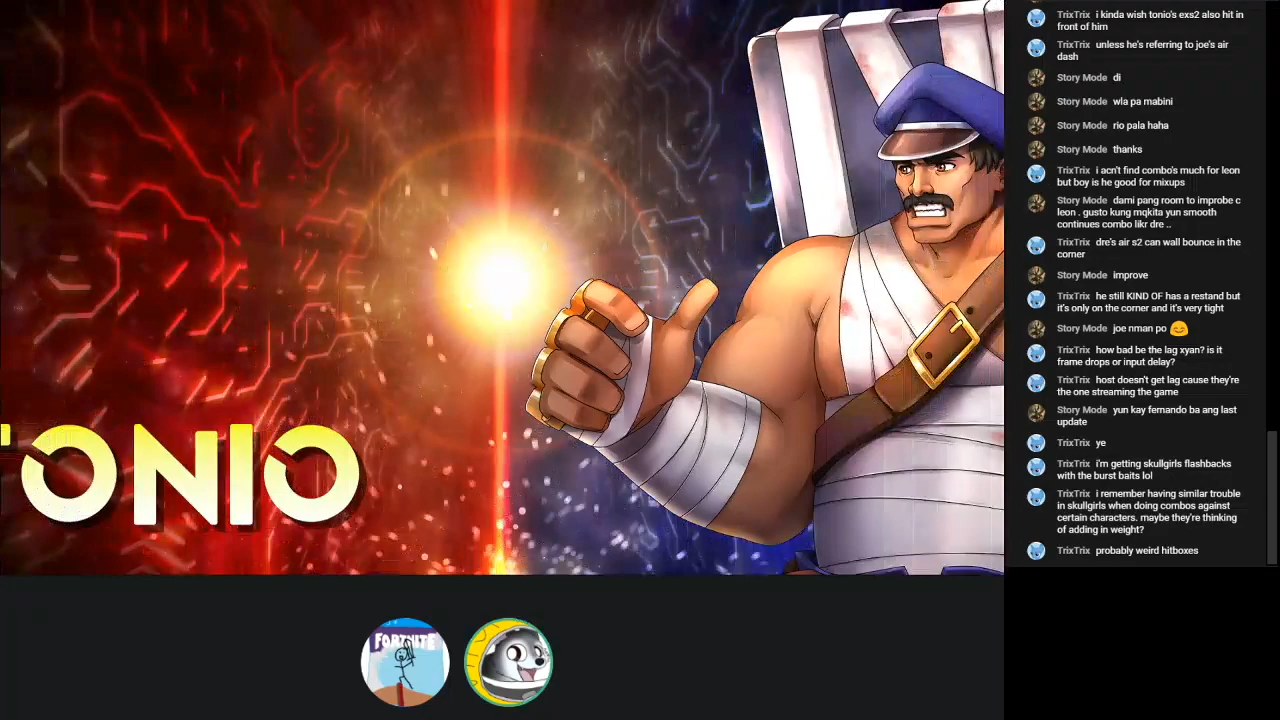 TONIO
FORTNITE
TrixTrix i kinda wish tonio's exs2 also hit in
front of him
TrixTrix unless he's referring to joe's air
dash
Story Mode di
Story Mode wla pa mabini
Story Mode rio pala haha
Story Mode thanks
TrixTrix i acn't find combo's much for leon
but boy is he good for mixups
Story Mode dami pang room to improbe c
leon . gusto kung mqkita yun smooth
continues combo likr dre ..
TrixTrix dre's air s2 can wall bounce in the
corner
Story Mode improve
TrixTrix he still KIND OF has a restand but
it's only on the corner and it's very tight
Story Mode joe nman po 😊
TrixTrix how bad be the lag xyan? is it
frame drops or input delay?
TrixTrix host doesn't get lag cause they're
the one streaming the game
Story Mode yun kay fernando ba ang last
update
TrixTrix ye
TrixTrix i'm getting skullgirls flashbacks
with the burst baits lol
TrixTrix i remember having similar trouble
in skullgirls when doing combos against
certain characters. maybe they're thinking
of adding in weight?
TrixTrix probably weird hitboxes